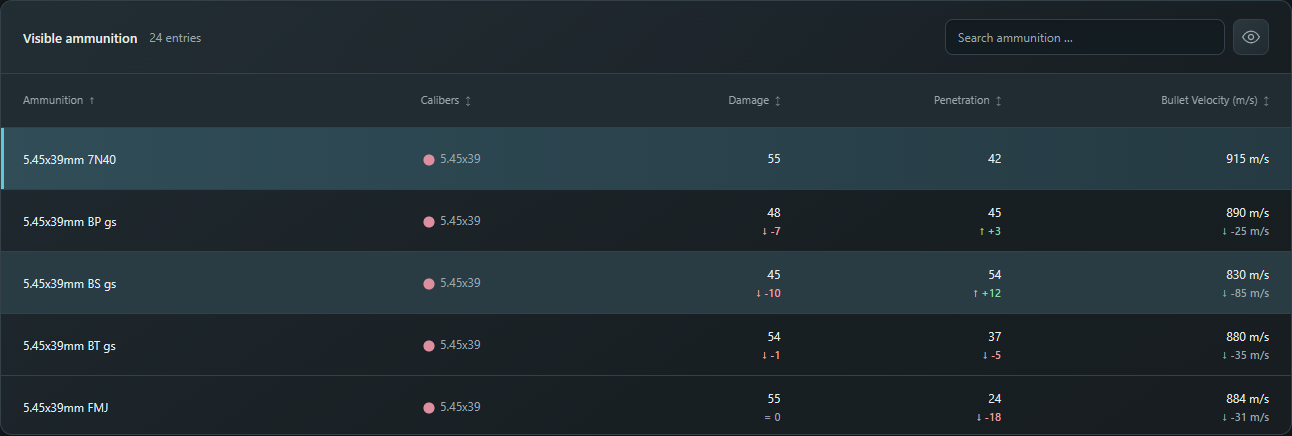 Visible ammunition 24 entries
Search ammunition ...
Ammunition ↑ Calibers ↕ Damage ↕ Penetration ↕ Bullet Velocity (m/s) ↕
5.45x39mm 7N40 5.45x39 55 42 915 m/s
5.45x39mm BP gs 5.45x39 48 45 890 m/s
↓ -7 ↑ +3 ↓ -25 m/s
5.45x39mm BS gs 5.45x39 45 54 830 m/s
↓ -10 ↑ +12 ↓ -85 m/s
5.45x39mm BT gs 5.45x39 54 37 880 m/s
↓ -1 ↓ -5 ↓ -35 m/s
5.45x39mm FMJ 5.45x39 55 24 884 m/s
= 0 ↓ -18 ↓ -31 m/s